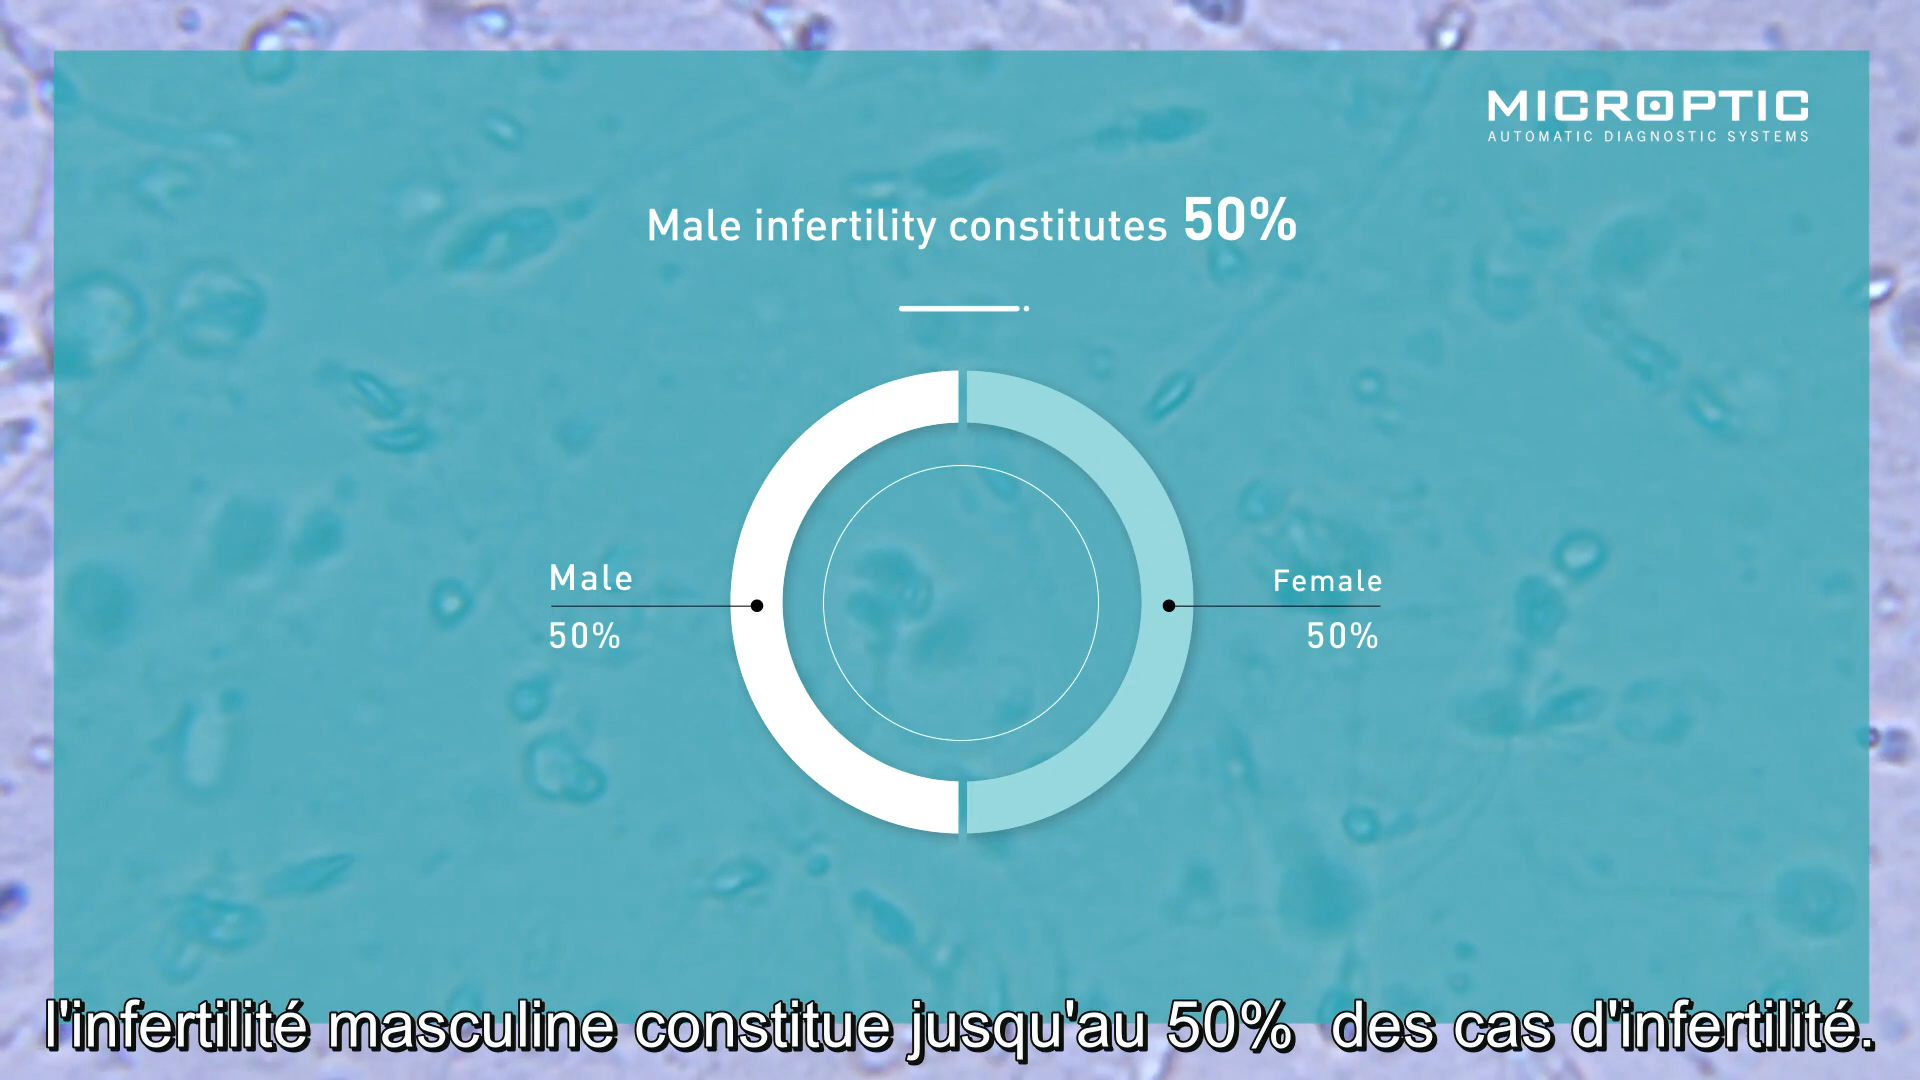 MICROPTIC
AUTOMATIC DIAGNOSTIC SYSTEMS
Male infertility constitutes 50%
Male
50%
Female
50%
l'infertilité masculine constitue jusqu'au 50% des cas d'infertilité.